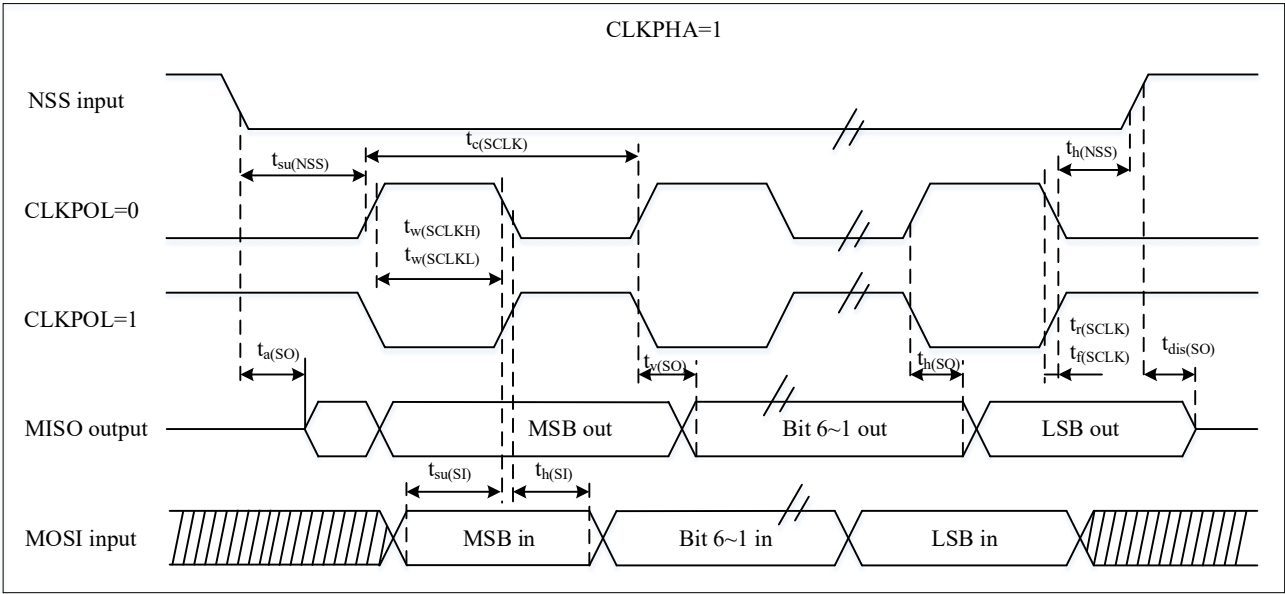 CLKPHA=1
NSS input
tc(SCLK)
tsu(NSS)
th(NSS)
CLKPOL=0
tw(SCLKH)
tw(SCLKL)
CLKPOL=1
ta(SO)
tv(SO)
th(SO)
tr(SCLK)
tf(SCLK)
tdis(SO)
MISO output
MSB out
Bit 6~1 out
LSB out
tsu(SI)
th(SI)
MOSI input
MSB in
Bit 6~1 in
LSB in